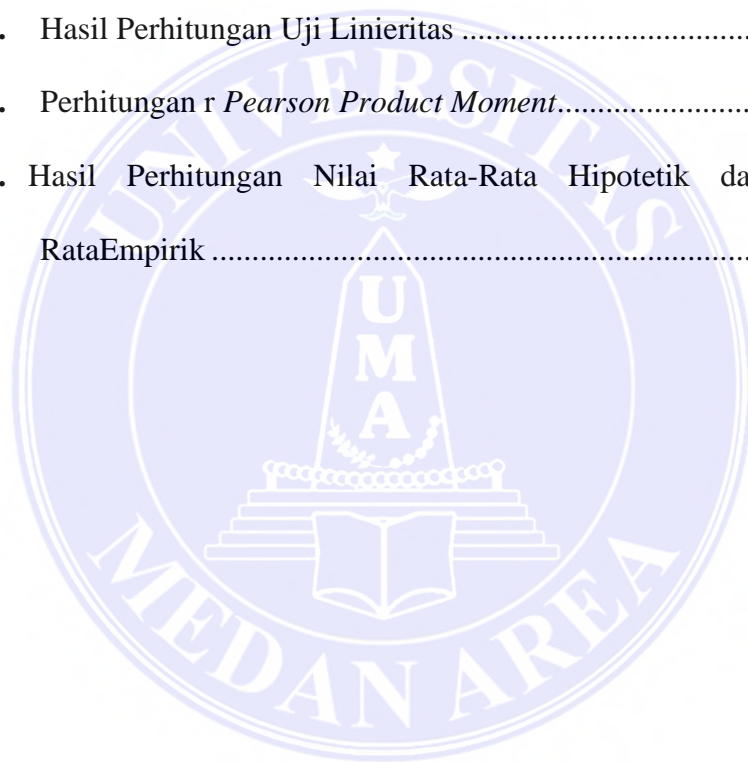 . Hasil Perhitungan Uji Linieritas ....................................
. Perhitungan r Pearson Product Moment.........................
. Hasil Perhitungan Nilai Rata-Rata Hipotetik da
RataEmpirik ..............................................................
UNIVERSITAS
U
M
A
MEDAN AREA